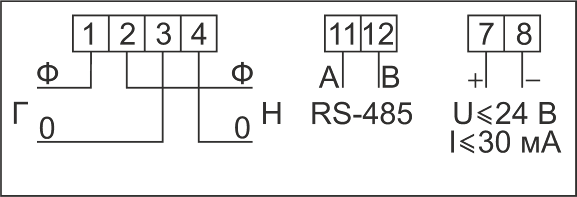 1 2 3 4 11 12 7 8
Ф Ф A B + –
Г Н RS-485 U⩽24 В
0 0 I⩽30 мА